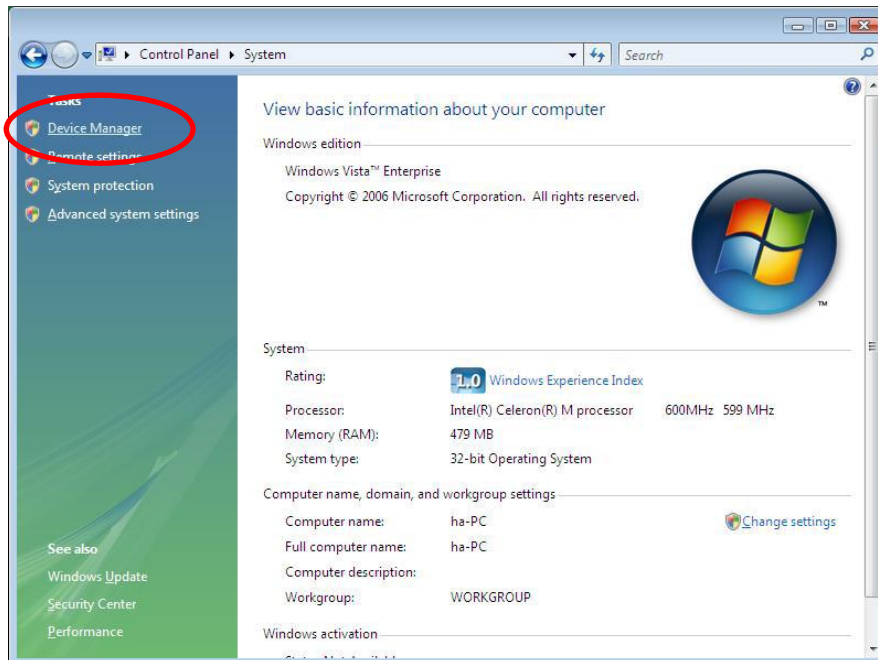 Control Panel ▸ System
Search
Tasks
Device Manager
Remote settings
System protection
Advanced system settings
See also
Windows Update
Security Center
Performance
View basic information about your computer
Windows edition
Windows Vista™ Enterprise
Copyright © 2006 Microsoft Corporation. All rights reserved.
TM
System
Rating: 1.0 Windows Experience Index
Processor: Intel(R) Celeron(R) M processor 600MHz 599 MHz
Memory (RAM): 479 MB
System type: 32-bit Operating System
Computer name, domain, and workgroup settings
Computer name: ha-PC Change settings
Full computer name: ha-PC
Computer description:
Workgroup: WORKGROUP
Windows activation